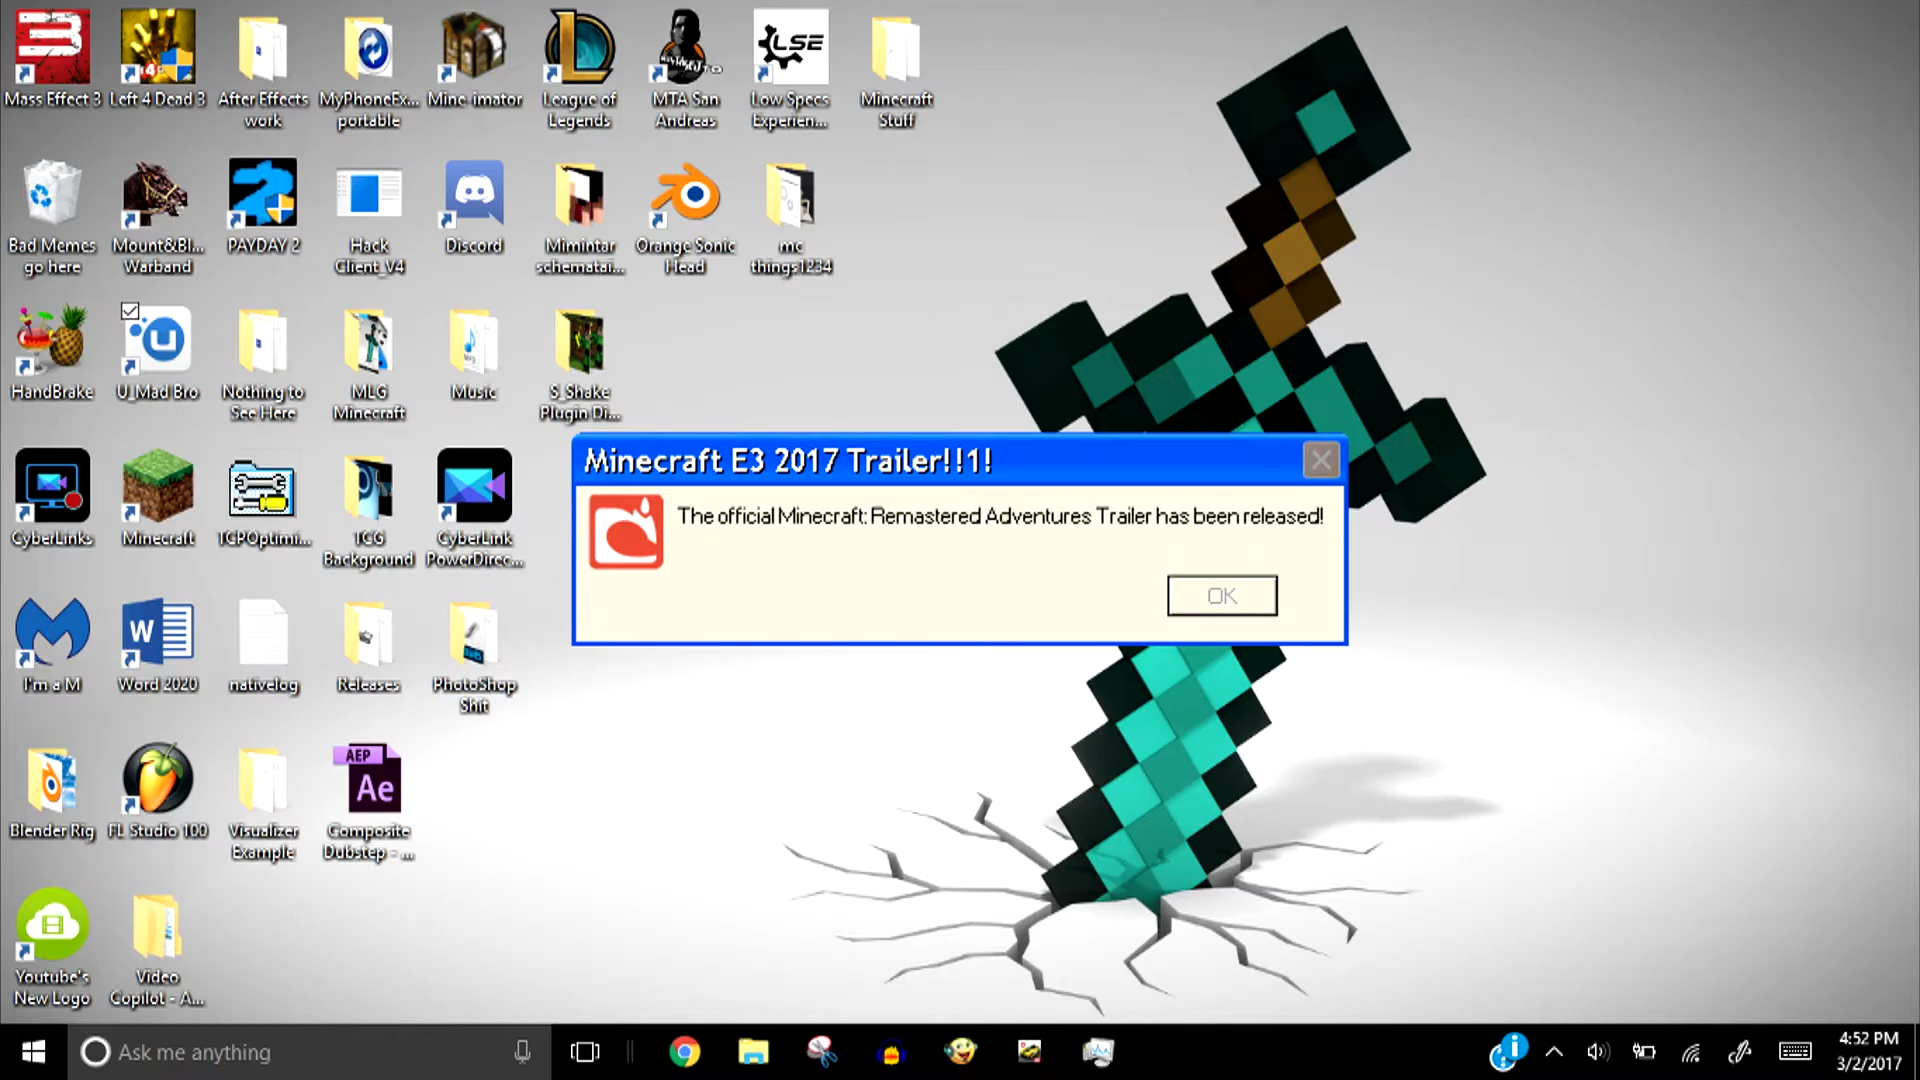 Mass Effect 3
Left 4 Dead 3
After Effects
work
MyPhoneEx...
portable
Mine-imator
League of
Legends
MTA San
Andreas
LSE
Low Specs
Experien...
Minecraft
Stuff
Bad Memes
go here
Mount&Bl...
Warband
PAYDAY 2
Hack
Client_V4
Discord
Mimintar
schematai...
Orange Sonic
Head
mc
things1234
HandBrake
U_Mad Bro
Nothing to
See Here
MLG
Minecraft
Music
S_Shake
Plugin Di...
Minecraft E3 2017 Trailer!!1!
The official Minecraft: Remastered Adventures Trailer has been released!
OK
CyberLinks
Minecraft
TCPOptimi...
TCG
Background
CyberLink
PowerDirec...
I'm a M
W
Word 2020
nativelog
Releases
PhotoShop
Shit
Blender Rig
FL Studio 100
Visualizer
Example
AEP
Ae
Composite
Dubstep - ...
Youtube's
New Logo
Video
Copilot - A...
Ask me anything
4:52 PM
3/2/2017